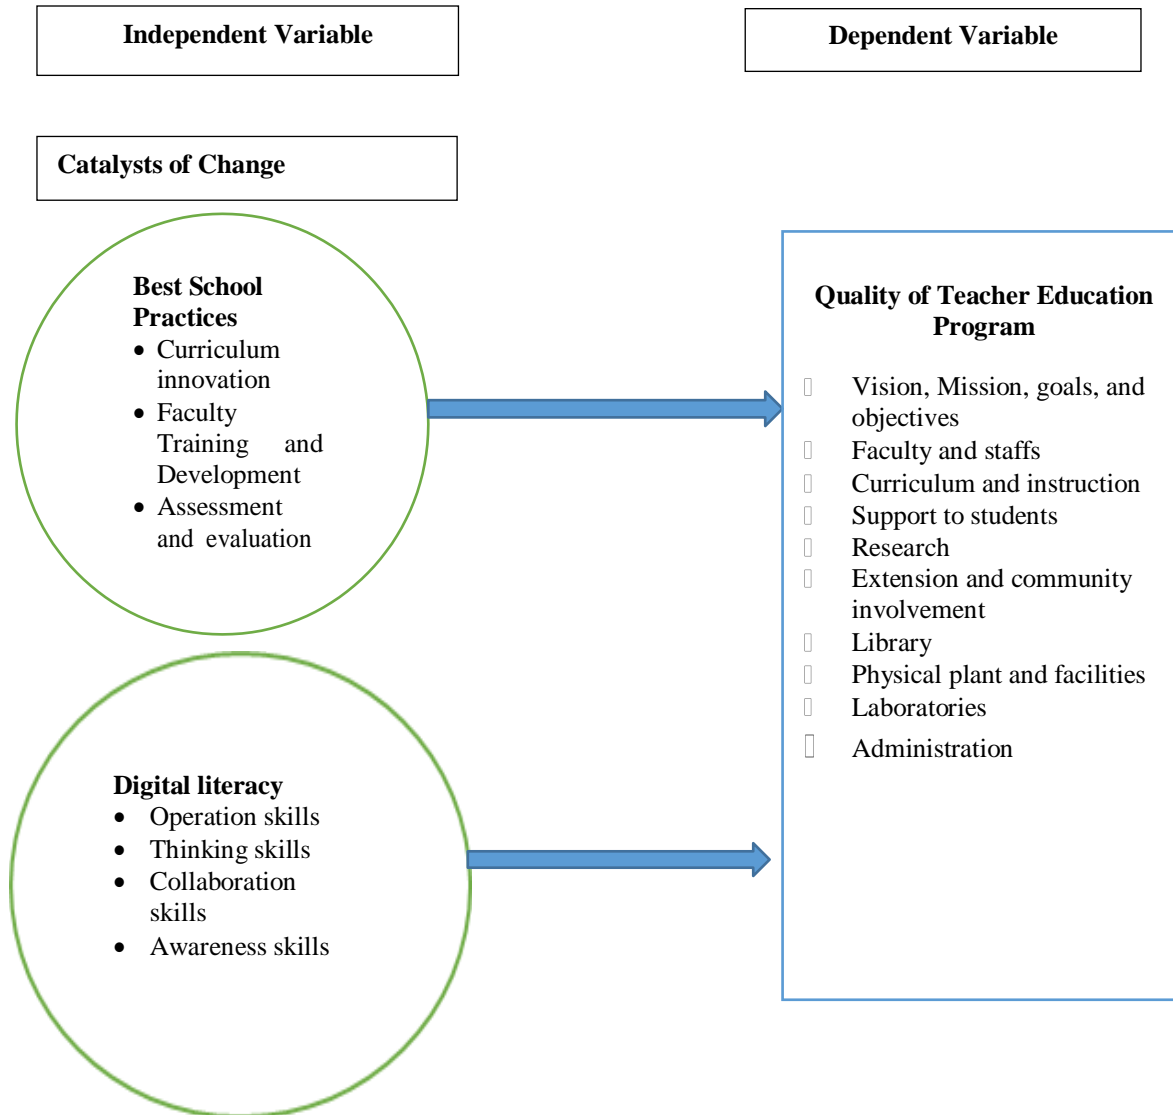 Independent Variable
Dependent Variable
Catalysts of Change
Best School
Practices
• Curriculum
innovation
• Faculty
Training and
Development
• Assessment
and evaluation
Digital literacy
• Operation skills
• Thinking skills
• Collaboration
skills
• Awareness skills
Quality of Teacher Education
Program
Vision, Mission, goals, and
objectives
Faculty and staffs
Curriculum and instruction
Support to students
Research
Extension and community
involvement
Library
Physical plant and facilities
Laboratories
Administration